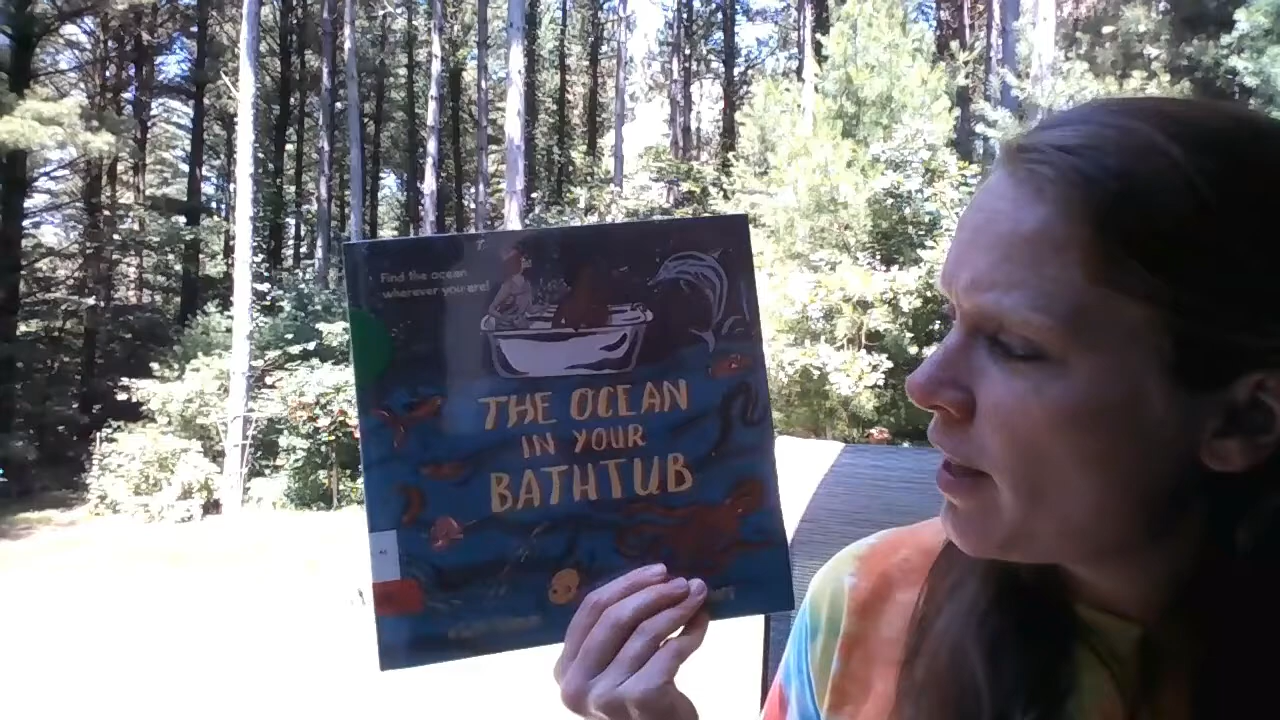 Find the ocean
wherever you are!
THE OCEAN
IN YOUR
BATHTUB